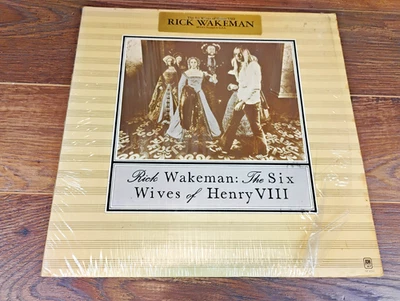 RICK WAKEMAN
Rick Wakeman: The Six
Wives of Henry VIII
A&M